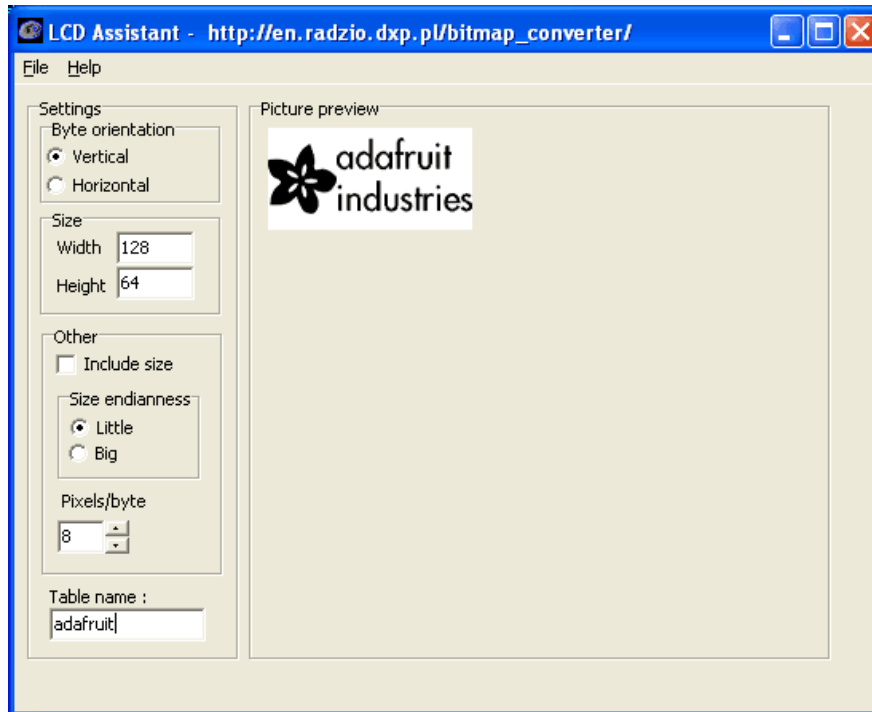 LCD Assistant - http://en.radzio.dxp.pl/bitmap_converter/
File Help
Settings
Byte orientation
Vertical
Horizontal
Size
Width 128
Height 64
Other
Include size
Size endianness
Little
Big
Pixels/byte
8
Table name :
adafruit
Picture preview
adafruit
industries